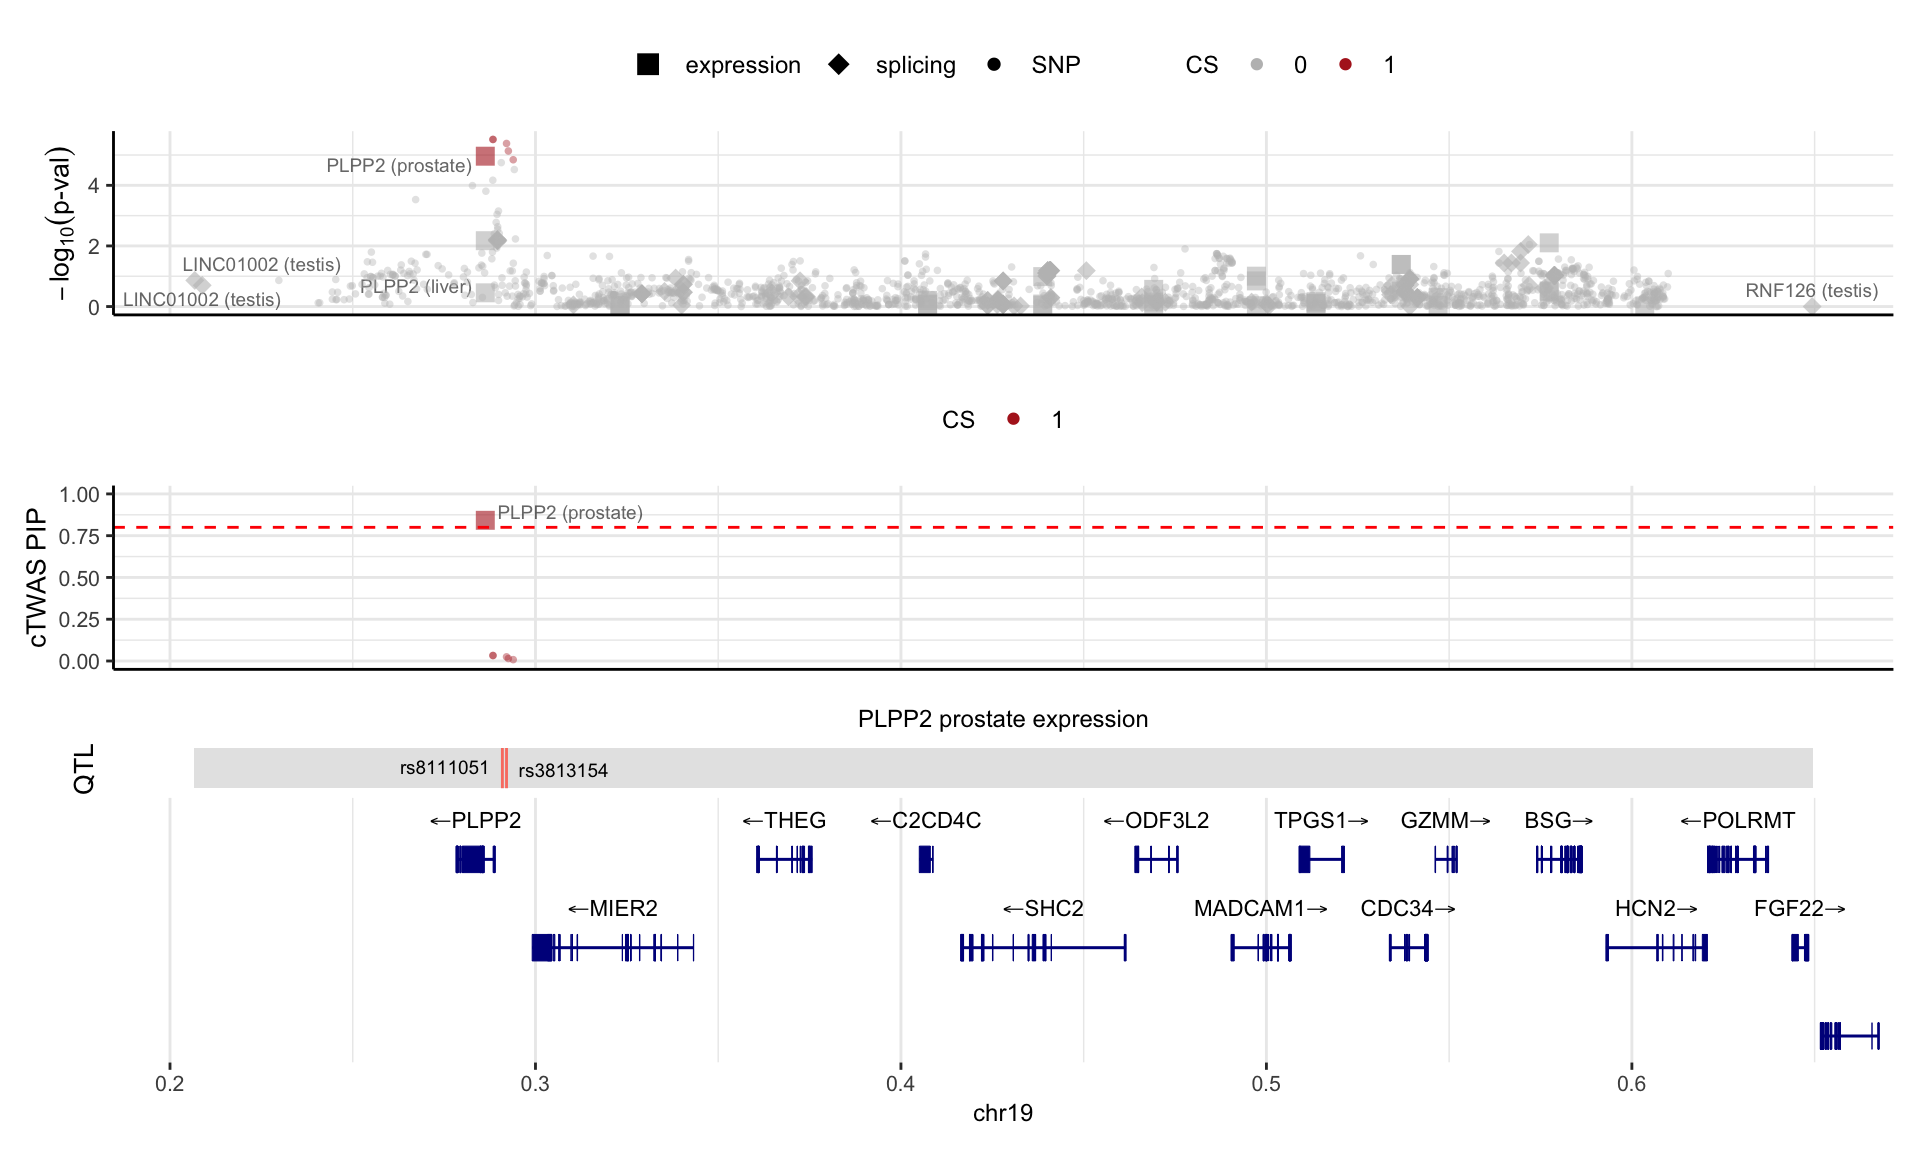 expression splicing SNP CS 0 1
− log10(p-val)
4
2
0
PLPP2 (prostate)
LINC01002 (testis)
PLPP2 (liver)
LINC01002 (testis)
RNF126 (testis)
CS 1
cTWAS PIP
1.00
0.75
0.50
0.25
0.00
PLPP2 (prostate)
PLPP2 prostate expression
QTL
rs8111051 rs3813154
←PLPP2 ←THEG ←C2CD4C ←ODF3L2 TPGS1→ GZMM→ BSG→ ←POLRMT
←MIER2 ←SHC2 MADCAM1→ CDC34→ HCN2→ FGF22→
0.2 0.3 0.4 0.5 0.6
chr19